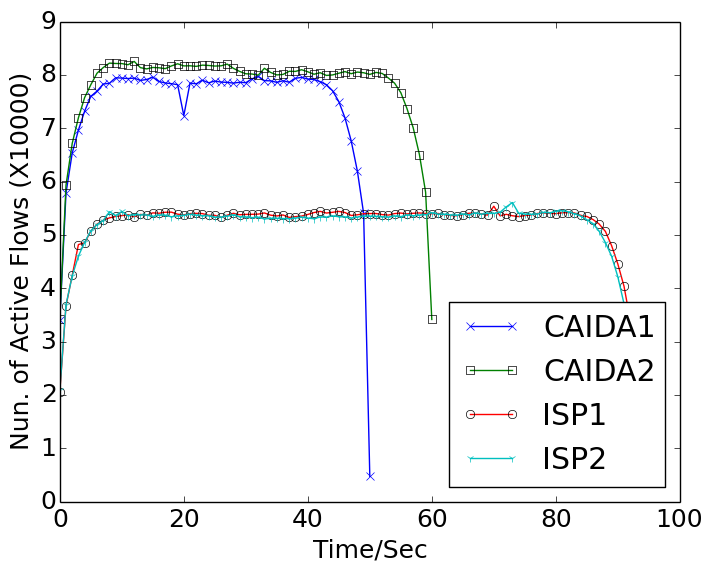 9
8
7
6
5
4
3
2
1
0
Nun. of Active Flows (X10000)
CAIDA1
CAIDA2
ISP1
ISP2
0 20 40 60 80 100
Time/Sec